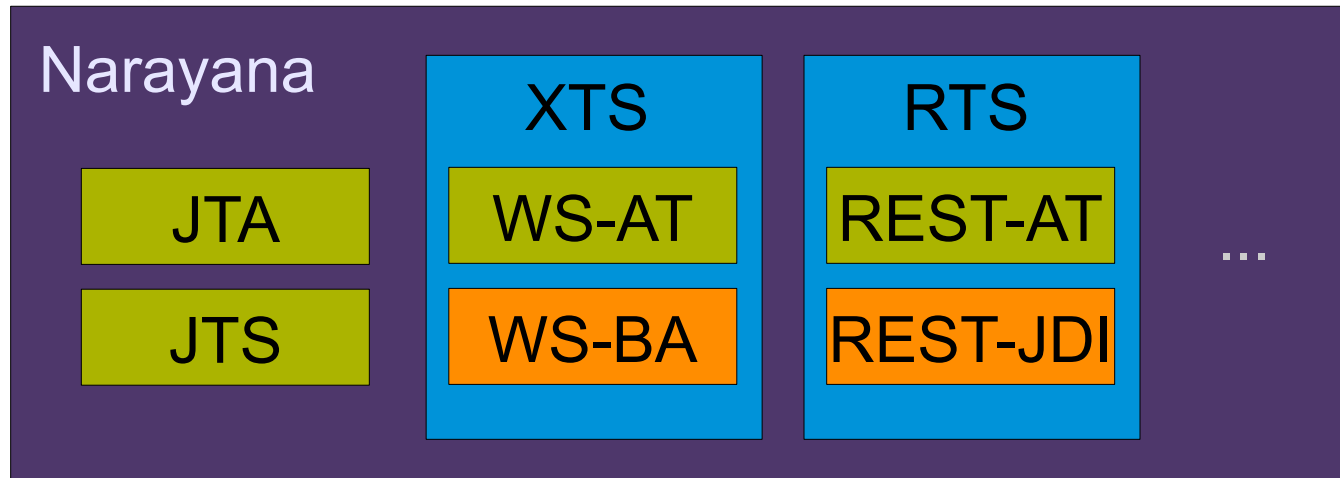 Narayana
XTS
RTS
JTA
WS-AT
REST-AT
...
JTS
WS-BA
REST-JDI